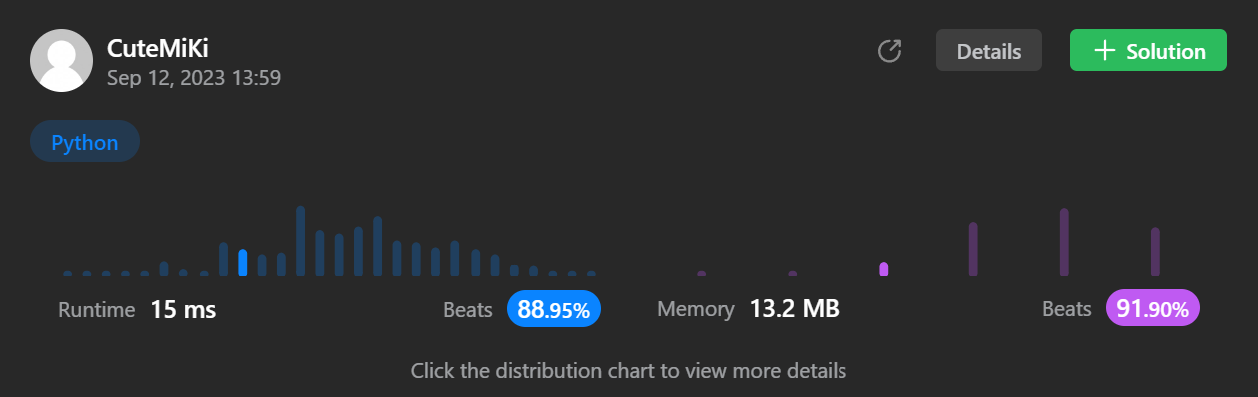 CuteMiKi
Sep 12, 2023 13:59
Details
+ Solution
Python
Runtime 15 ms
Beats 88.95%
Memory 13.2 MB
Beats 91.90%
Click the distribution chart to view more details